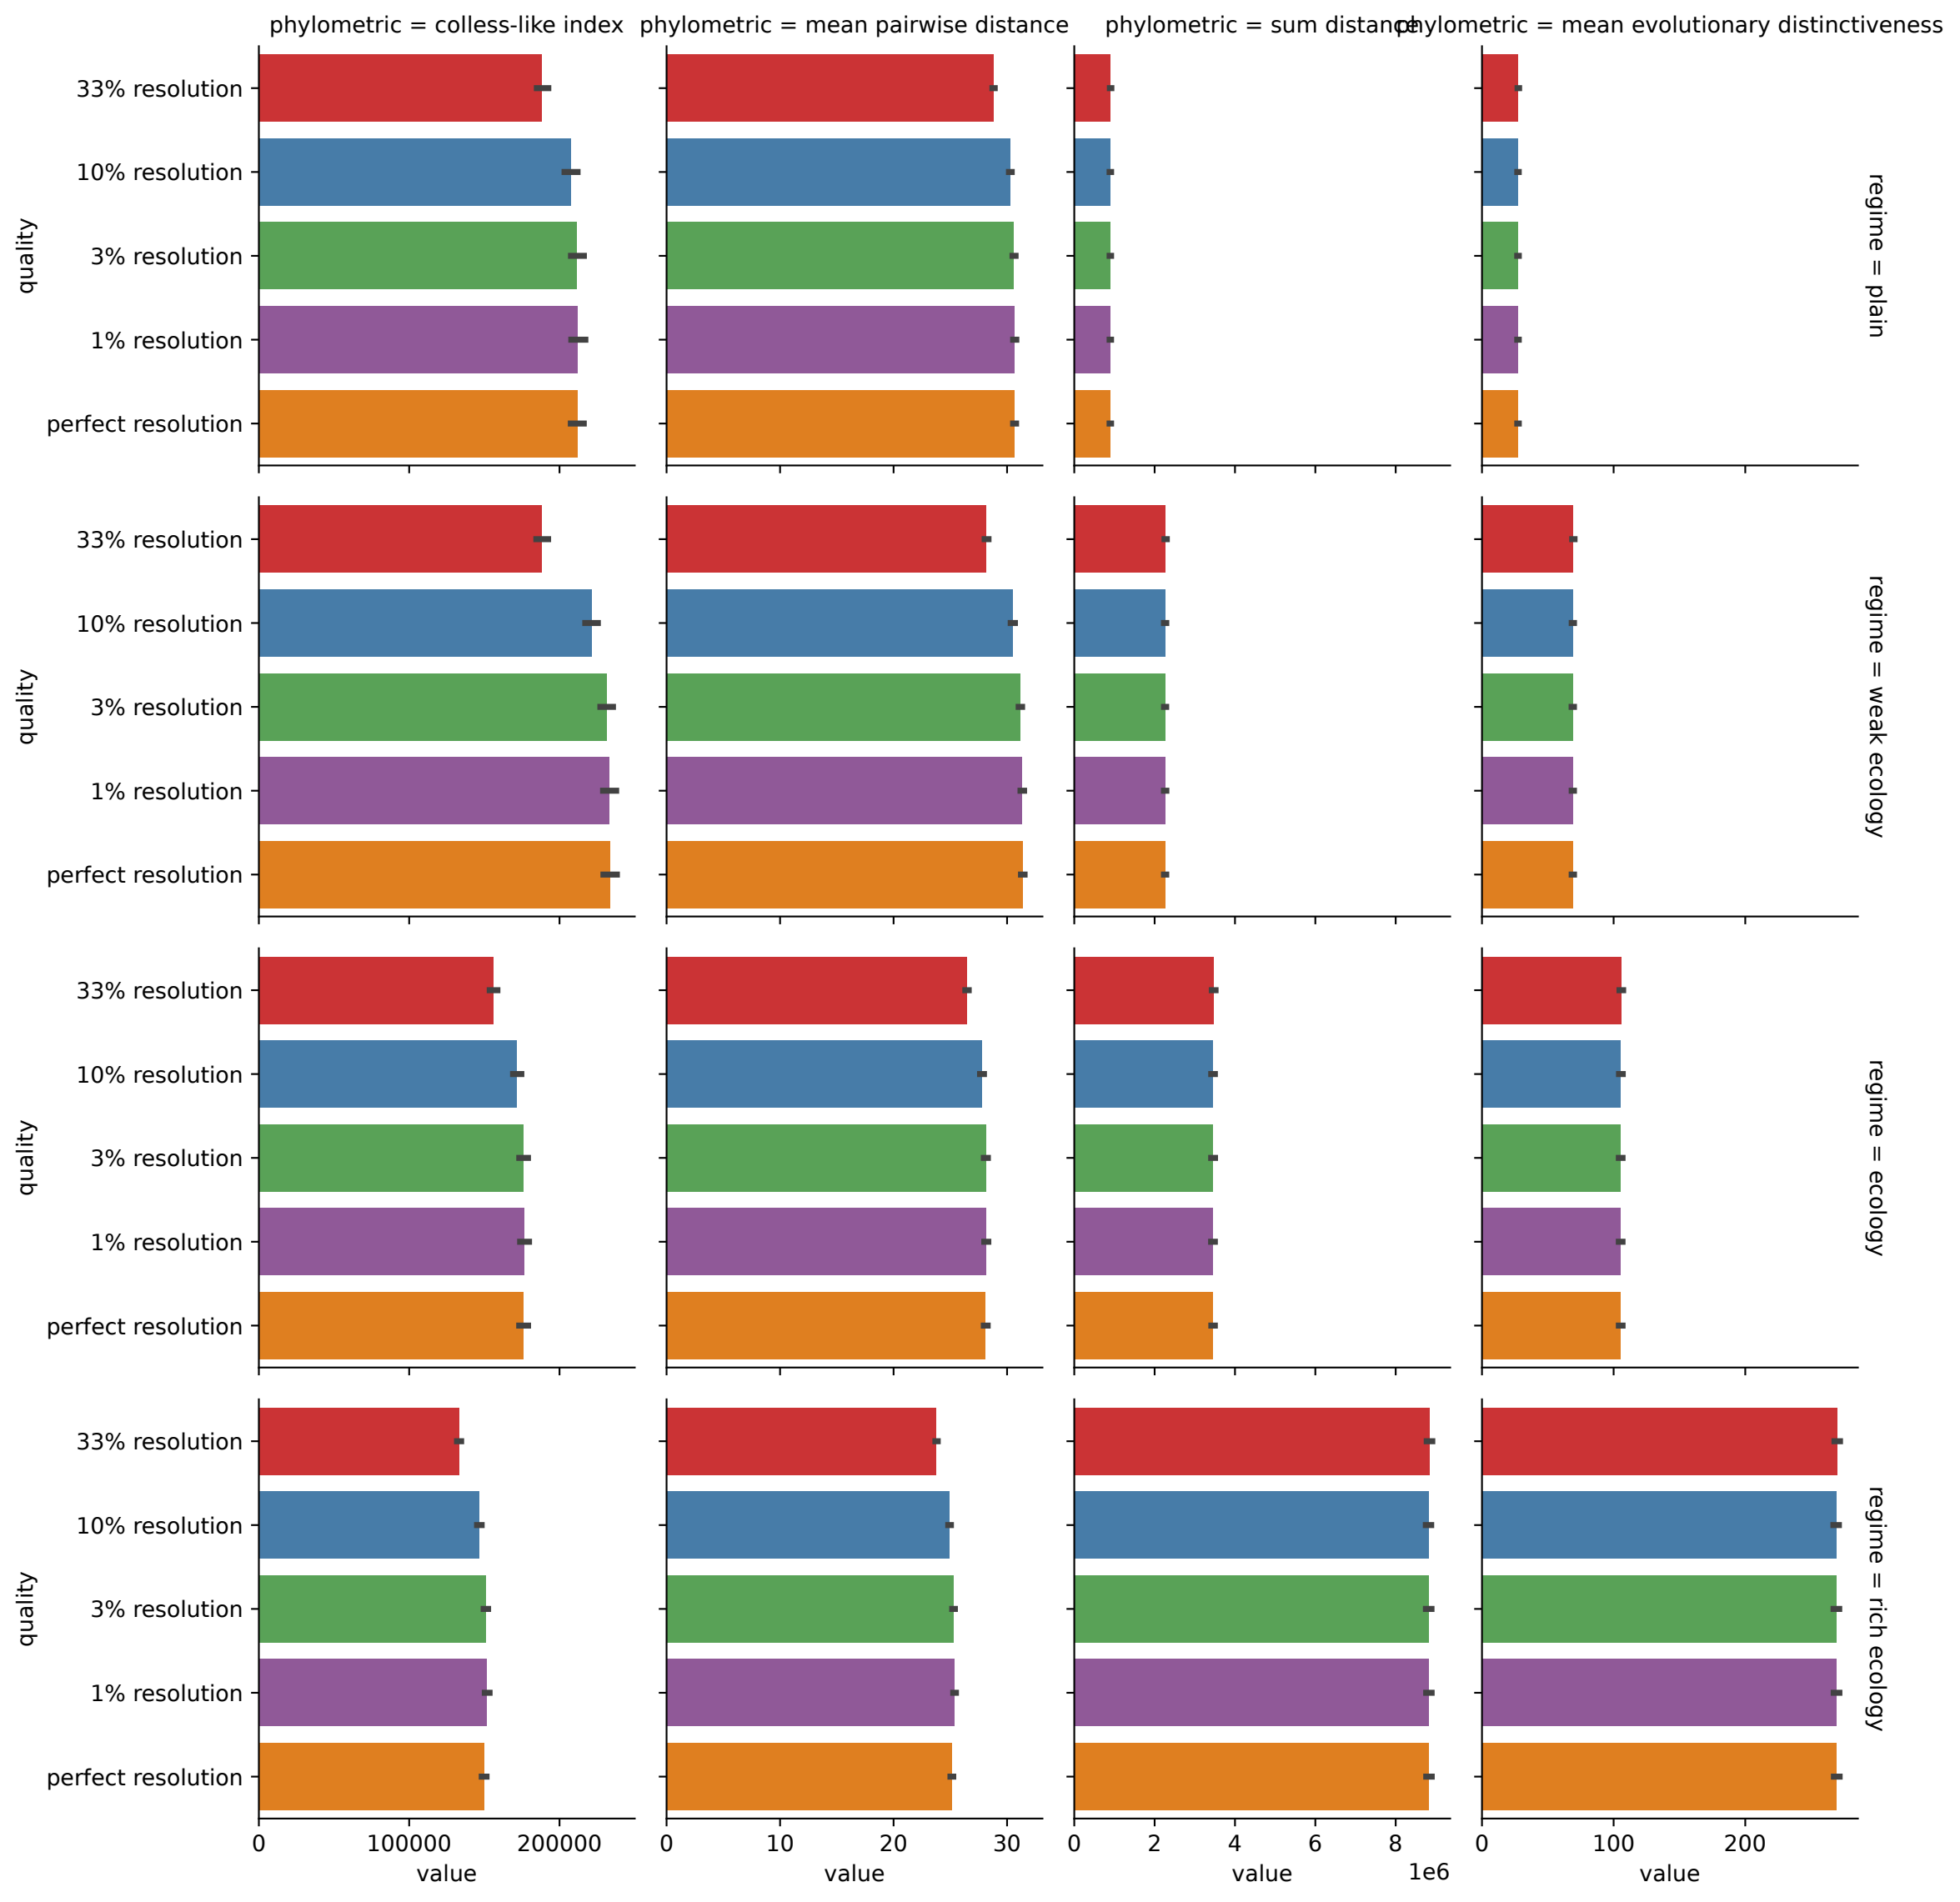 phylometric = colless-like index
phylometric = mean pairwise distance
phylometric = sum distance
phylometric = mean evolutionary distinctiveness
quality
33% resolution
10% resolution
3% resolution
1% resolution
perfect resolution
regime = plain
quality
33% resolution
10% resolution
3% resolution
1% resolution
perfect resolution
regime = weak ecology
quality
33% resolution
10% resolution
3% resolution
1% resolution
perfect resolution
regime = ecology
quality
33% resolution
10% resolution
3% resolution
1% resolution
perfect resolution
regime = rich ecology
0 100000 200000
value
0 10 20 30
value
0 2 4 6 8
1e6
value
0 100 200
value